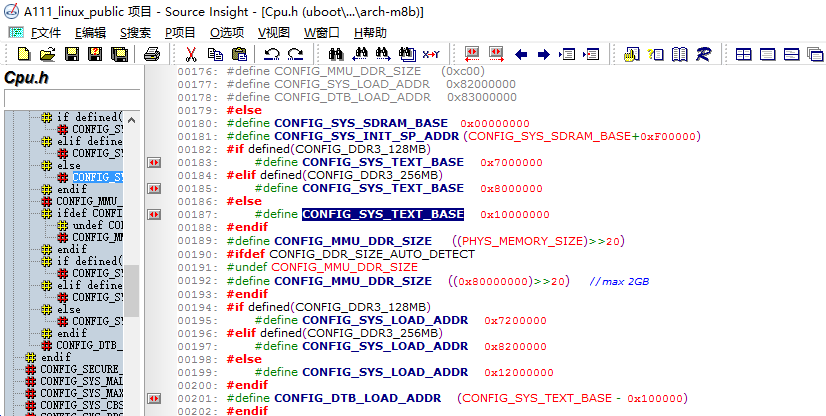 A111_linux_public 项目 - Source Insight - [Cpu.h (uboot\...\arch-m8b)]
F文件 E编辑 S搜索 P项目 O选项 V视图 W窗口 H帮助
Cpu.h
if defined(
CONFIG_SY
elif define
CONFIG_SY
else
CONFIG_SY
endif
CONFIG_MMU_
ifdef CONFI
undef CON
CONFIG_MM
endif
if defined(
CONFIG_SY
elif define
CONFIG_SY
else
CONFIG_SY
endif
CONFIG_DTB_
endif
CONFIG_SECURE_
CONFIG_SYS_MAL
CONFIG_SYS_MAX
CONFIG_SYS_CBS
00176: #define CONFIG_MMU_DDR_SIZE (0xc00)
00177: #define CONFIG_SYS_LOAD_ADDR 0x82000000
00178: #define CONFIG_DTB_LOAD_ADDR 0x83000000
00179: #else
00180: #define CONFIG_SYS_SDRAM_BASE 0x00000000
00181: #define CONFIG_SYS_INIT_SP_ADDR (CONFIG_SYS_SDRAM_BASE+0xF00000)
00182: #if defined(CONFIG_DDR3_128MB)
00183: #define CONFIG_SYS_TEXT_BASE 0x7000000
00184: #elif defined(CONFIG_DDR3_256MB)
00185: #define CONFIG_SYS_TEXT_BASE 0x8000000
00186: #else
00187: #define CONFIG_SYS_TEXT_BASE 0x10000000
00188: #endif
00189: #define CONFIG_MMU_DDR_SIZE ((PHYS_MEMORY_SIZE)>>20)
00190: #ifdef CONFIG_DDR_SIZE_AUTO_DETECT
00191: #undef CONFIG_MMU_DDR_SIZE
00192: #define CONFIG_MMU_DDR_SIZE ((0x80000000)>>20) //max 2GB
00193: #endif
00194: #if defined(CONFIG_DDR3_128MB)
00195: #define CONFIG_SYS_LOAD_ADDR 0x7200000
00196: #elif defined(CONFIG_DDR3_256MB)
00197: #define CONFIG_SYS_LOAD_ADDR 0x8200000
00198: #else
00199: #define CONFIG_SYS_LOAD_ADDR 0x12000000
00200: #endif
00201: #define CONFIG_DTB_LOAD_ADDR (CONFIG_SYS_TEXT_BASE - 0x100000)
00202: #endif